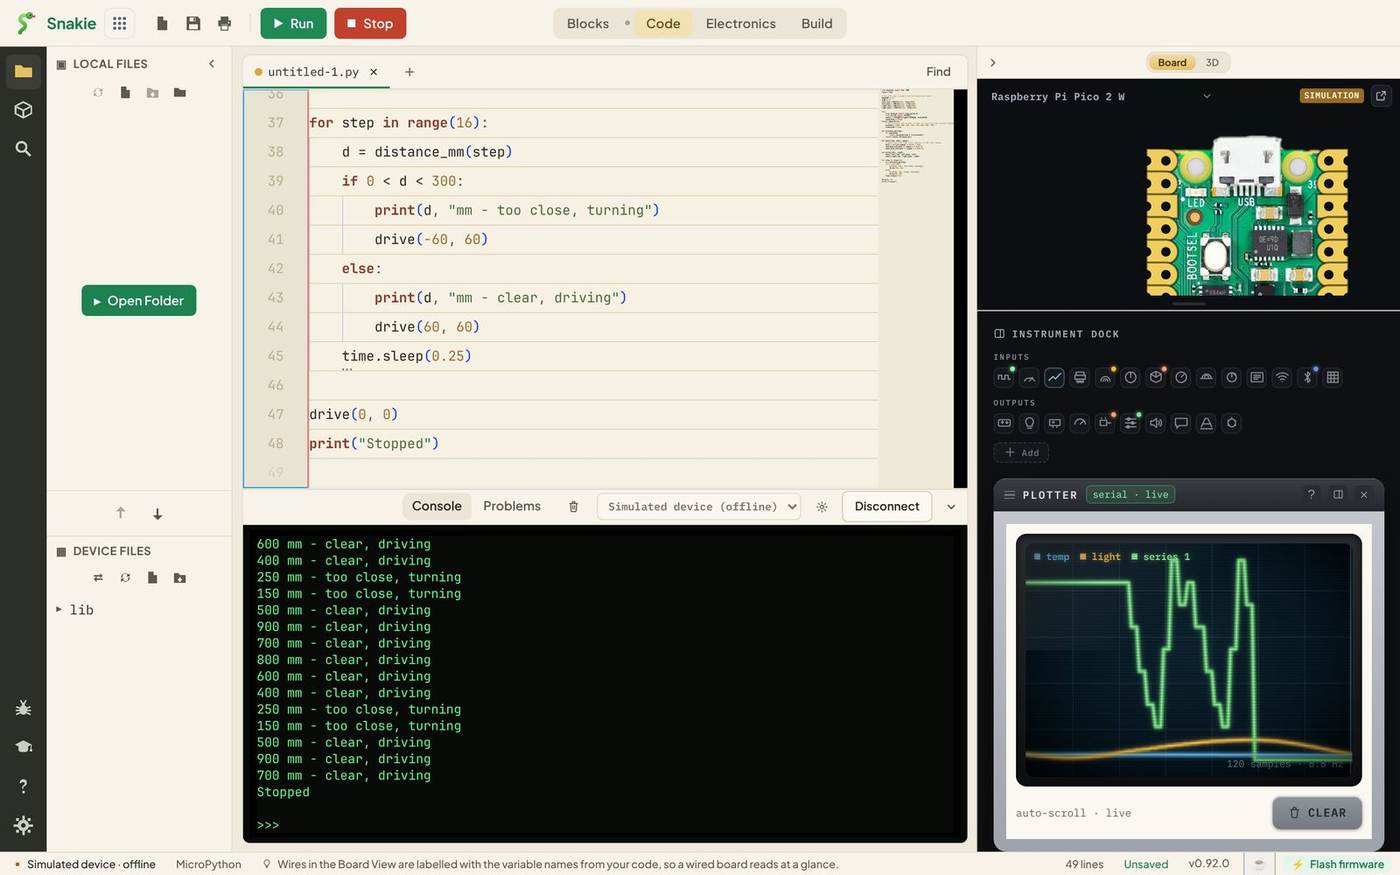 Snakie
Run
Stop
Blocks
Code
Electronics
Build
LOCAL FILES
Open Folder
DEVICE FILES
lib
untitled-1.py
Find
36
37 for step in range(16):
38 d = distance_mm(step)
39 if 0 < d < 300:
40 print(d, "mm - too close, turning")
41 drive(-60, 60)
42 else:
43 print(d, "mm - clear, driving")
44 drive(60, 60)
45 time.sleep(0.25)
46
47 drive(0, 0)
48 print("Stopped")
49
Console
Problems
Simulated device (offline)
Disconnect
600 mm - clear, driving
400 mm - clear, driving
250 mm - too close, turning
150 mm - too close, turning
500 mm - clear, driving
900 mm - clear, driving
700 mm - clear, driving
800 mm - clear, driving
600 mm - clear, driving
400 mm - clear, driving
250 mm - too close, turning
150 mm - too close, turning
500 mm - clear, driving
900 mm - clear, driving
700 mm - clear, driving
Stopped
>>>
Board
3D
Raspberry Pi Pico 2 W
SIMULATION
LED
USB
BOOTSEL
INSTRUMENT DOCK
INPUTS
OUTPUTS
+ Add
PLOTTER
serial · live
?
temp
light
series 1
120 samples
auto-scroll · live
CLEAR
Simulated device · offline
MicroPython
Wires in the Board View are labelled with the variable names from your code, so a wired board reads at a glance.
49 lines
Unsaved
v0.92.0
Flash firmware